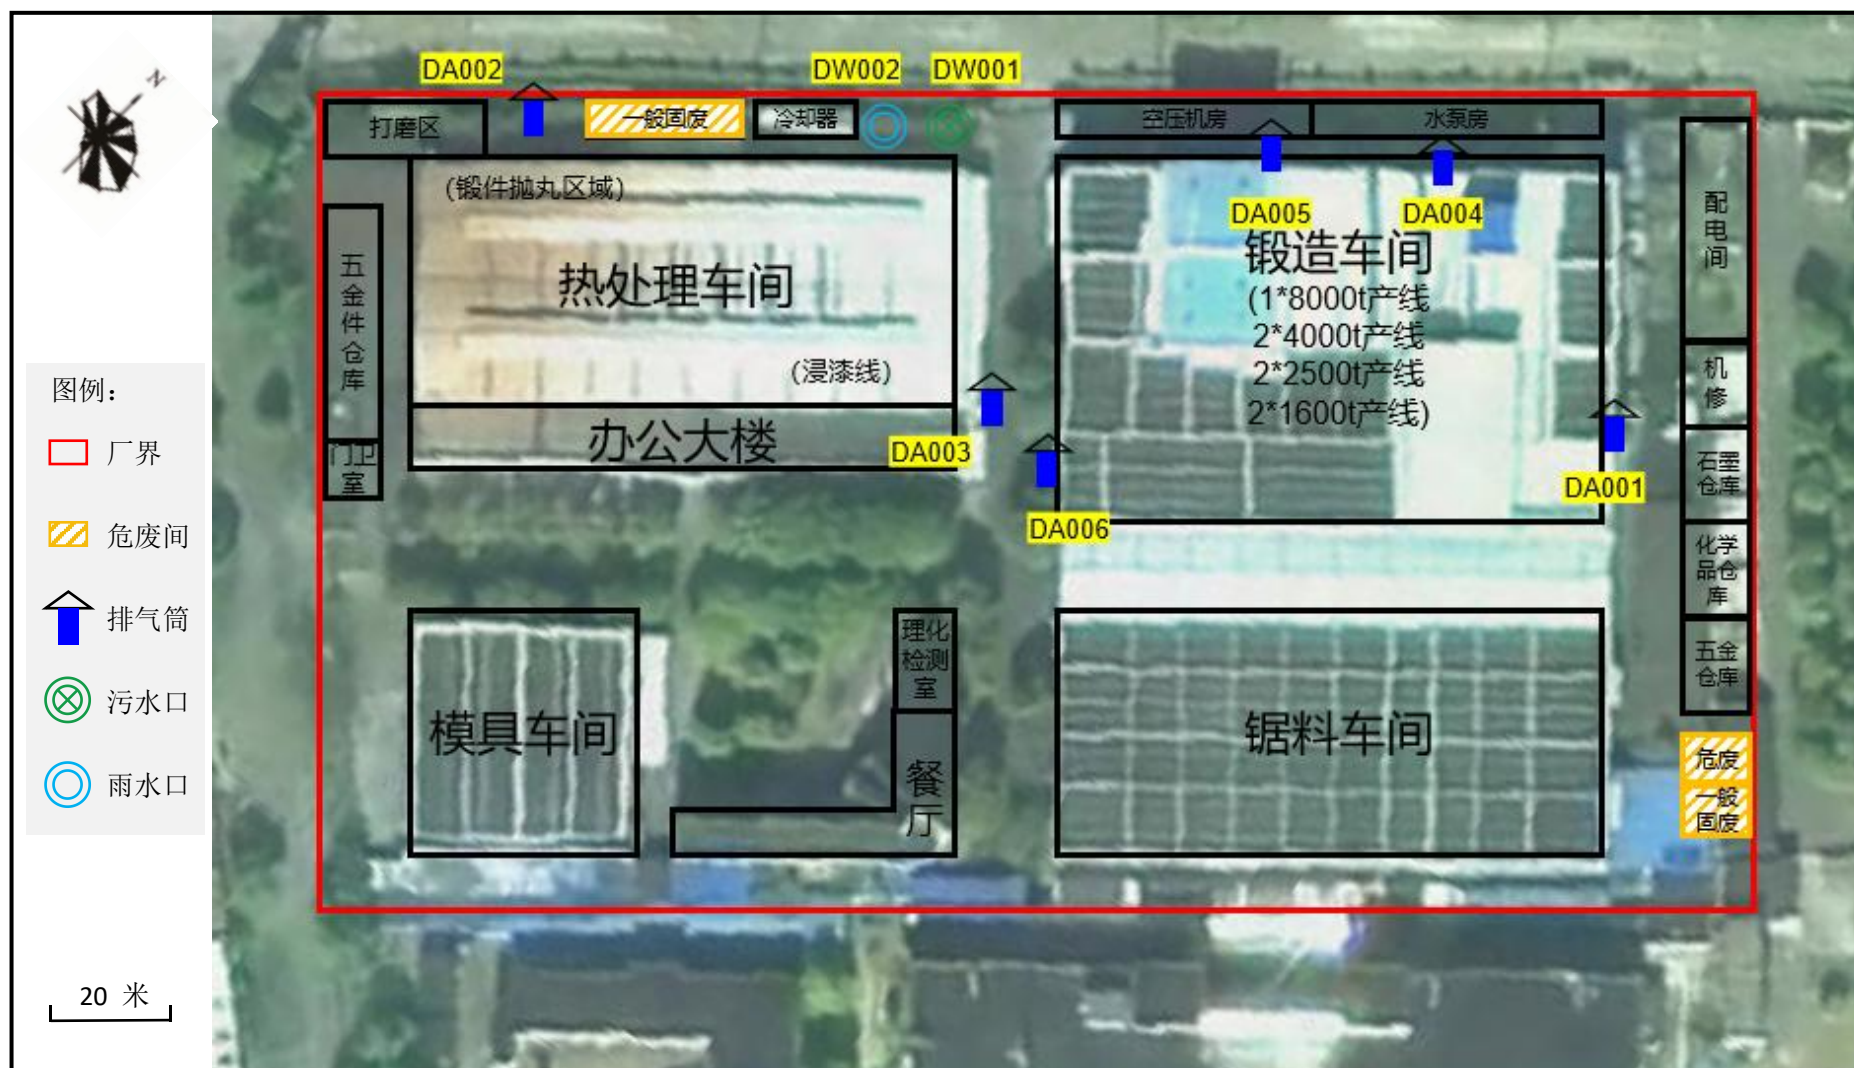 N
DA002
DW002
DW001
打磨区
一般固废
冷却器
空压机房
水泵房
(锻件抛丸区域)
热处理车间
(浸漆线)
办公大楼
五
金
件
仓
库
门卫
室
DA003
DA006
DA005
DA004
锻造车间
(1*8000t产线
2*4000t产线
2*2500t产线
2*1600t产线)
DA001
配
电
间
机
修
石墨
仓库
化学
品仓
库
五金
仓库
危废
一般
固废
模具车间
理化
检测
室
餐
厅
锯料车间
图例：
厂界
危废间
排气筒
污水口
雨水口
20 米